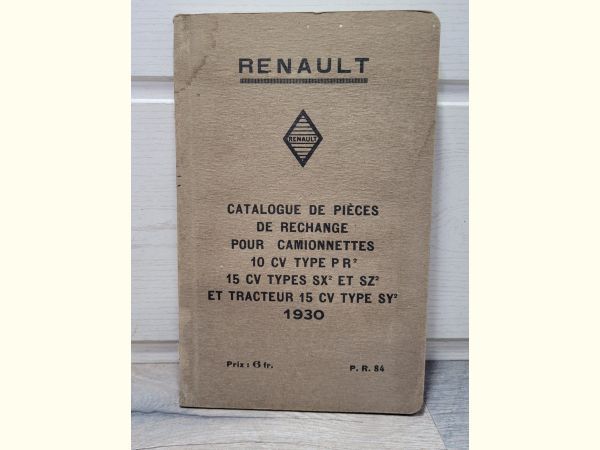 RENAULT
RENAULT
CATALOGUE DE PIÈCES
DE RECHANGE
POUR CAMIONNETTES
10 CV TYPE PR²
15 CV TYPES SX² ET SZ²
ET TRACTEUR 15 CV TYPE SY²
1930
Prix : 6 fr.
P. R. 84